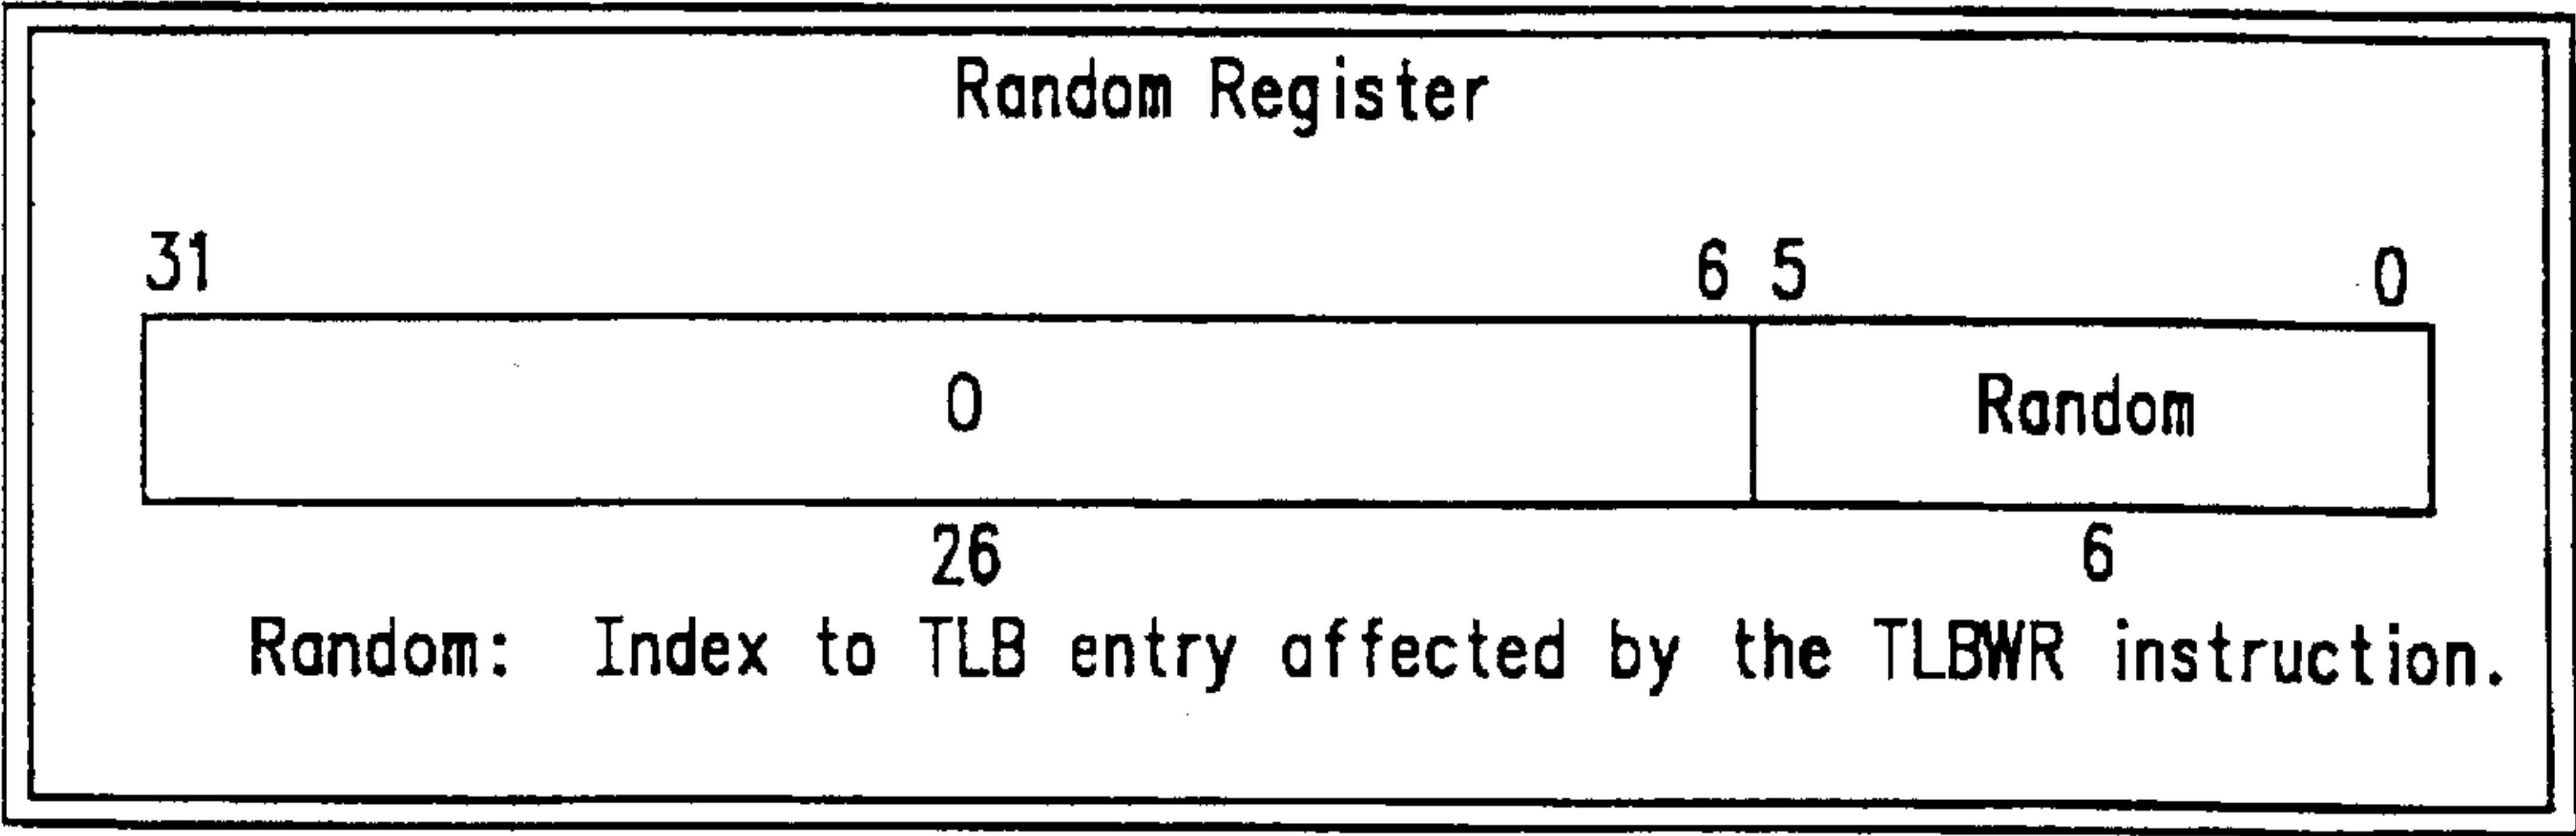 Random Register
31 6 5 0
0 Random
26 6
Random: Index to TLB entry affected by the TLBWR instruction.